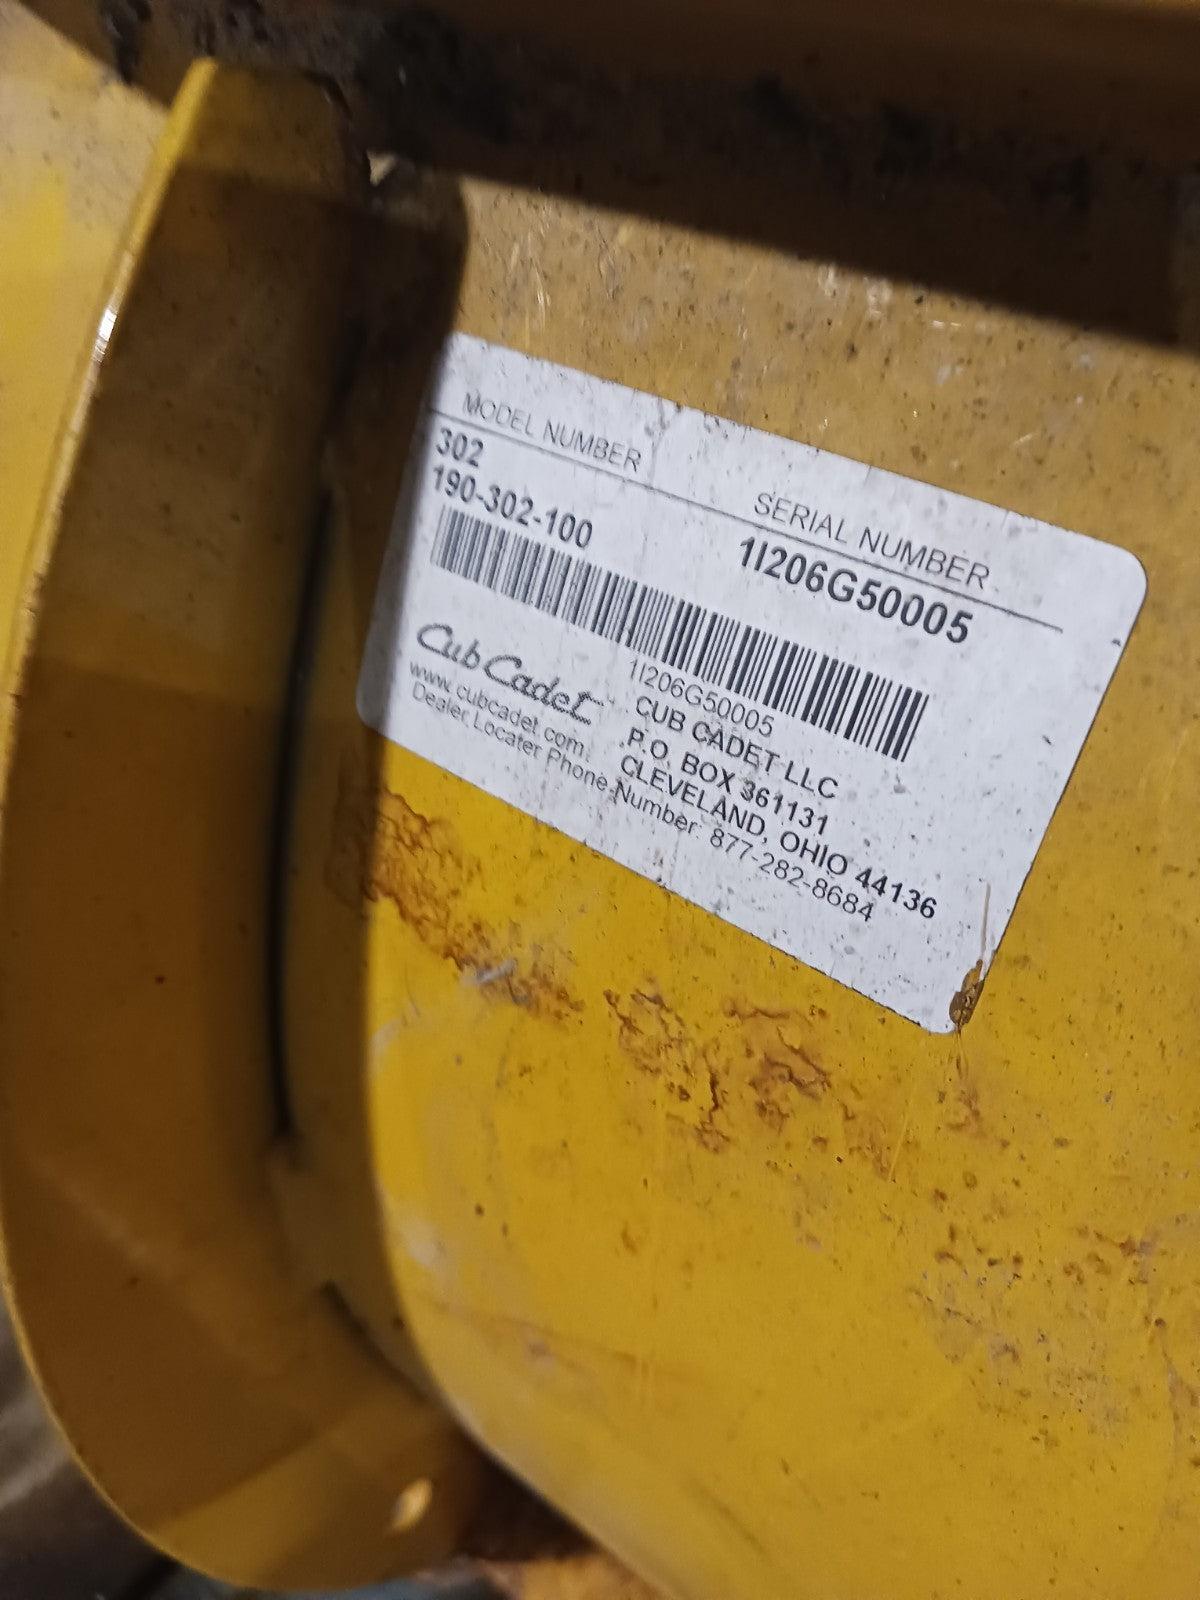 MODEL NUMBER
302
190-302-100
SERIAL NUMBER
1I206G50005
1I206G50005
Cub Cadet
www.cubcadet.com
CUB CADET LLC
P.O. BOX 361131
CLEVELAND, OHIO 44136
Dealer Locater Phone Number: 877-282-8684